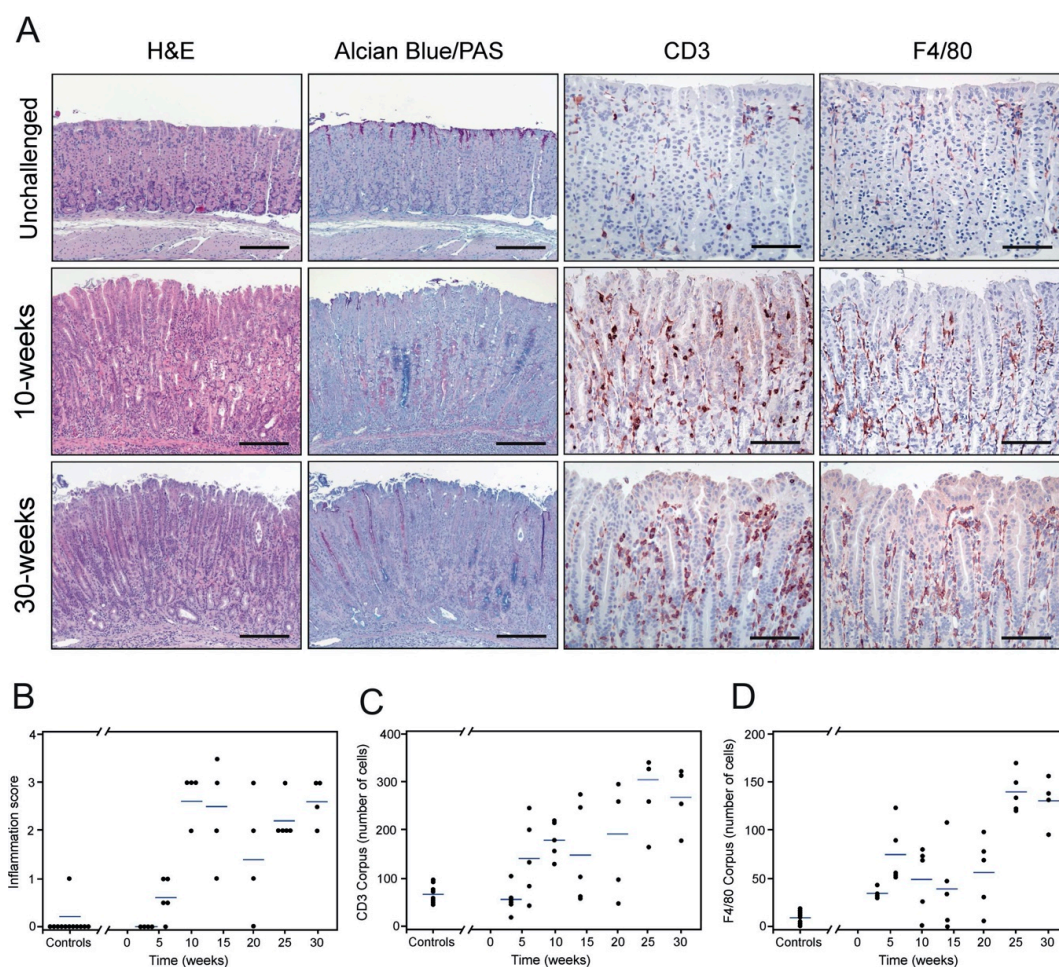 A
H&E
Alcian Blue/PAS
CD3
F4/80
Unchallenged
10-weeks
30-weeks
B
Inflammation score
4
3
2
1
0
Controls
0
5
10
15
20
25
30
Time (weeks)
C
CD3 Corpus (number of cells)
400
300
200
100
0
Controls
0
5
10
15
20
25
30
Time (weeks)
D
F4/80 Corpus (number of cells)
200
150
100
50
0
Controls
0
5
10
15
20
25
30
Time (weeks)